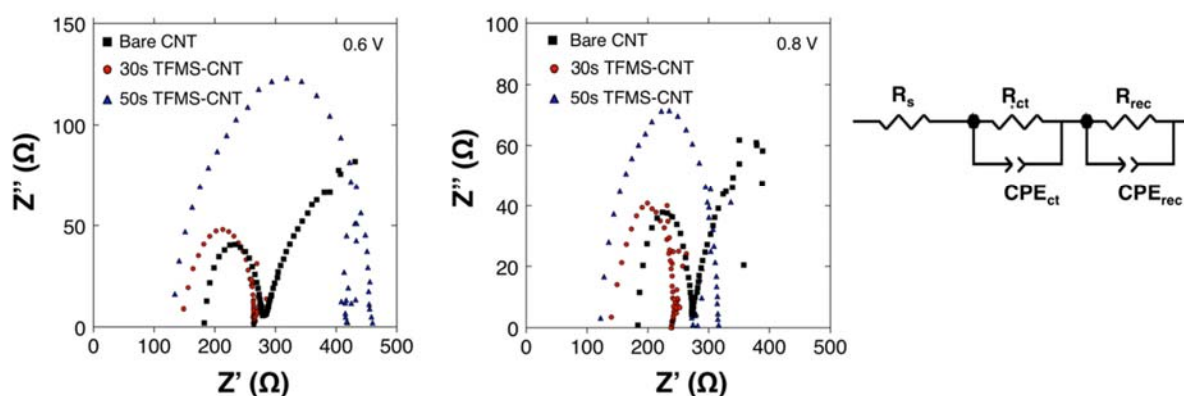 150
100
50
0
0 100 200 300 400 500
Z'' (Ω)
Z' (Ω)
Bare CNT
30s TFMS-CNT
50s TFMS-CNT
0.6 V
100
80
60
40
20
0
0 100 200 300 400 500
Z'' (Ω)
Z' (Ω)
Bare CNT
30s TFMS-CNT
50s TFMS-CNT
0.8 V
Rs
Rct
Rrec
CPEct
CPErec